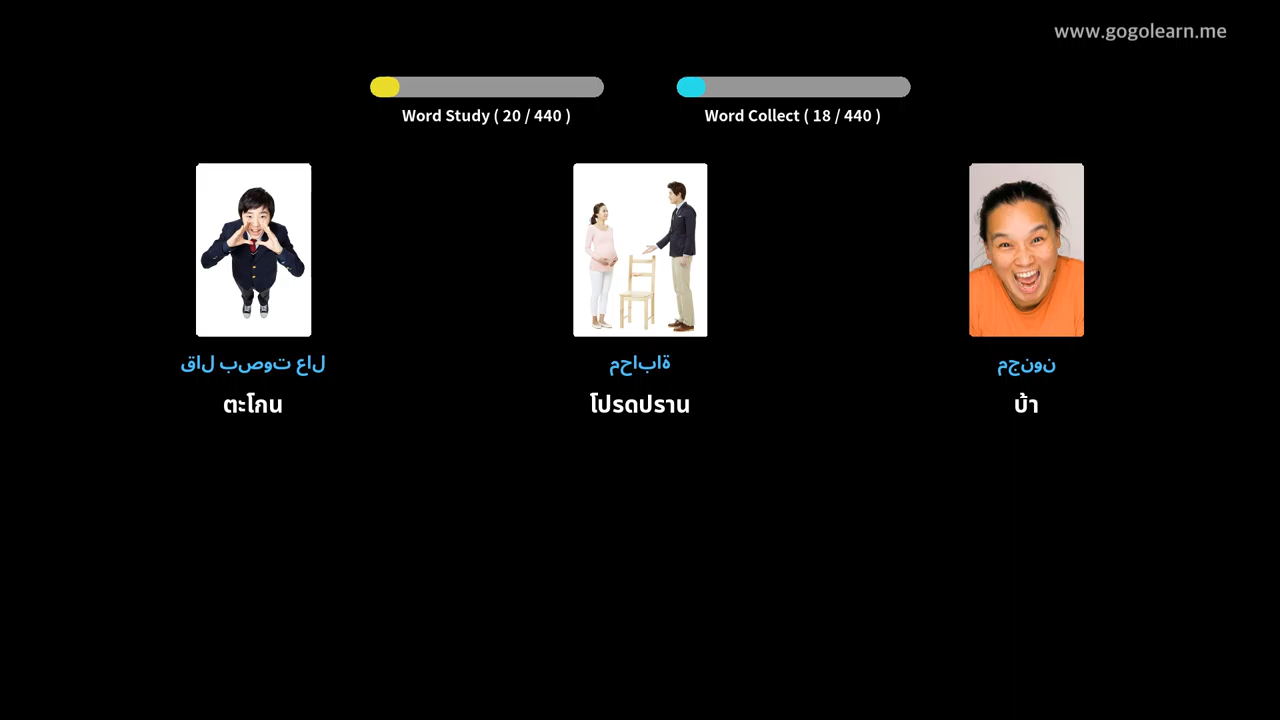 www.gogolearn.me
Word Study ( 20 / 440 )
Word Collect ( 18 / 440 )
قال بصوت عال
محاباة
مجنون
ตะโกน
โปรดปราน
บ้า